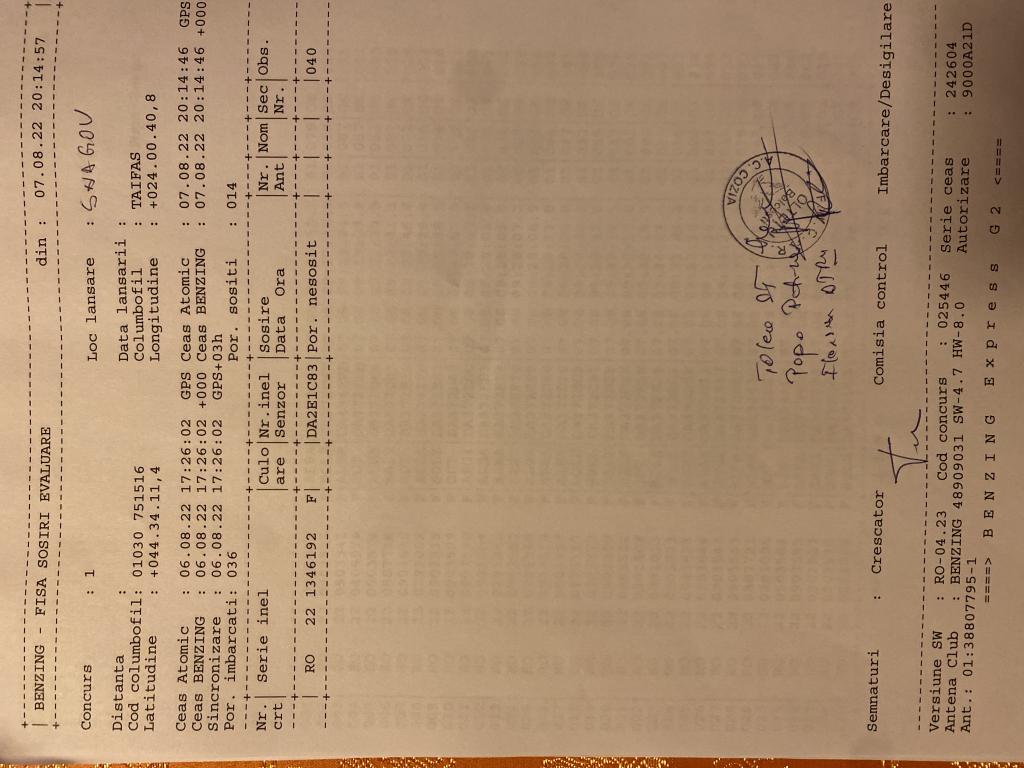 BENZING - FISA SOSIRI EVALUARE din : 07.08.22 20:14:57
Concurs : 1 Loc lansare : SNAGOV
Distanta : Data lansarii :
Cod columbofil: 01030 751516 Columbofil : TAIFAS
Latitudine : +044.34.11,4 Longitudine : +024.00.40,8
Ceas Atomic : 06.08.22 17:26:02 GPS Ceas Atomic : 07.08.22 20:14:46 GPS
Ceas BENZING : 06.08.22 17:26:02 +000 Ceas BENZING : 07.08.22 20:14:46 +000
Sincronizare : 06.08.22 17:26:02 GPS+03h
Por. imbarcati: 036 Por. sositi : 014
Nr. | Serie inel | Culo | Nr.inel | Sosire | Nr. | Nom | Sec | Obs.
crt | are | Senzor | Data ora | Ant | Nr.
| RO 22 1346192 F| |DA2E1C83|Por. nesosit | | |040
C.C. COZIA
Semnaturi : Crescator Comisia control Imbarcare/Desigilare
Versiune SW : RO-04.23 Cod concurs : 025446 Serie ceas : 242604
Antena Club : BENZING 48909031 SW-4.7 HW-8.0 Autorizare : 9000A21D
Ant.: 01:38807795-1
====> B E N Z I N G E x p r e s s G 2 <====